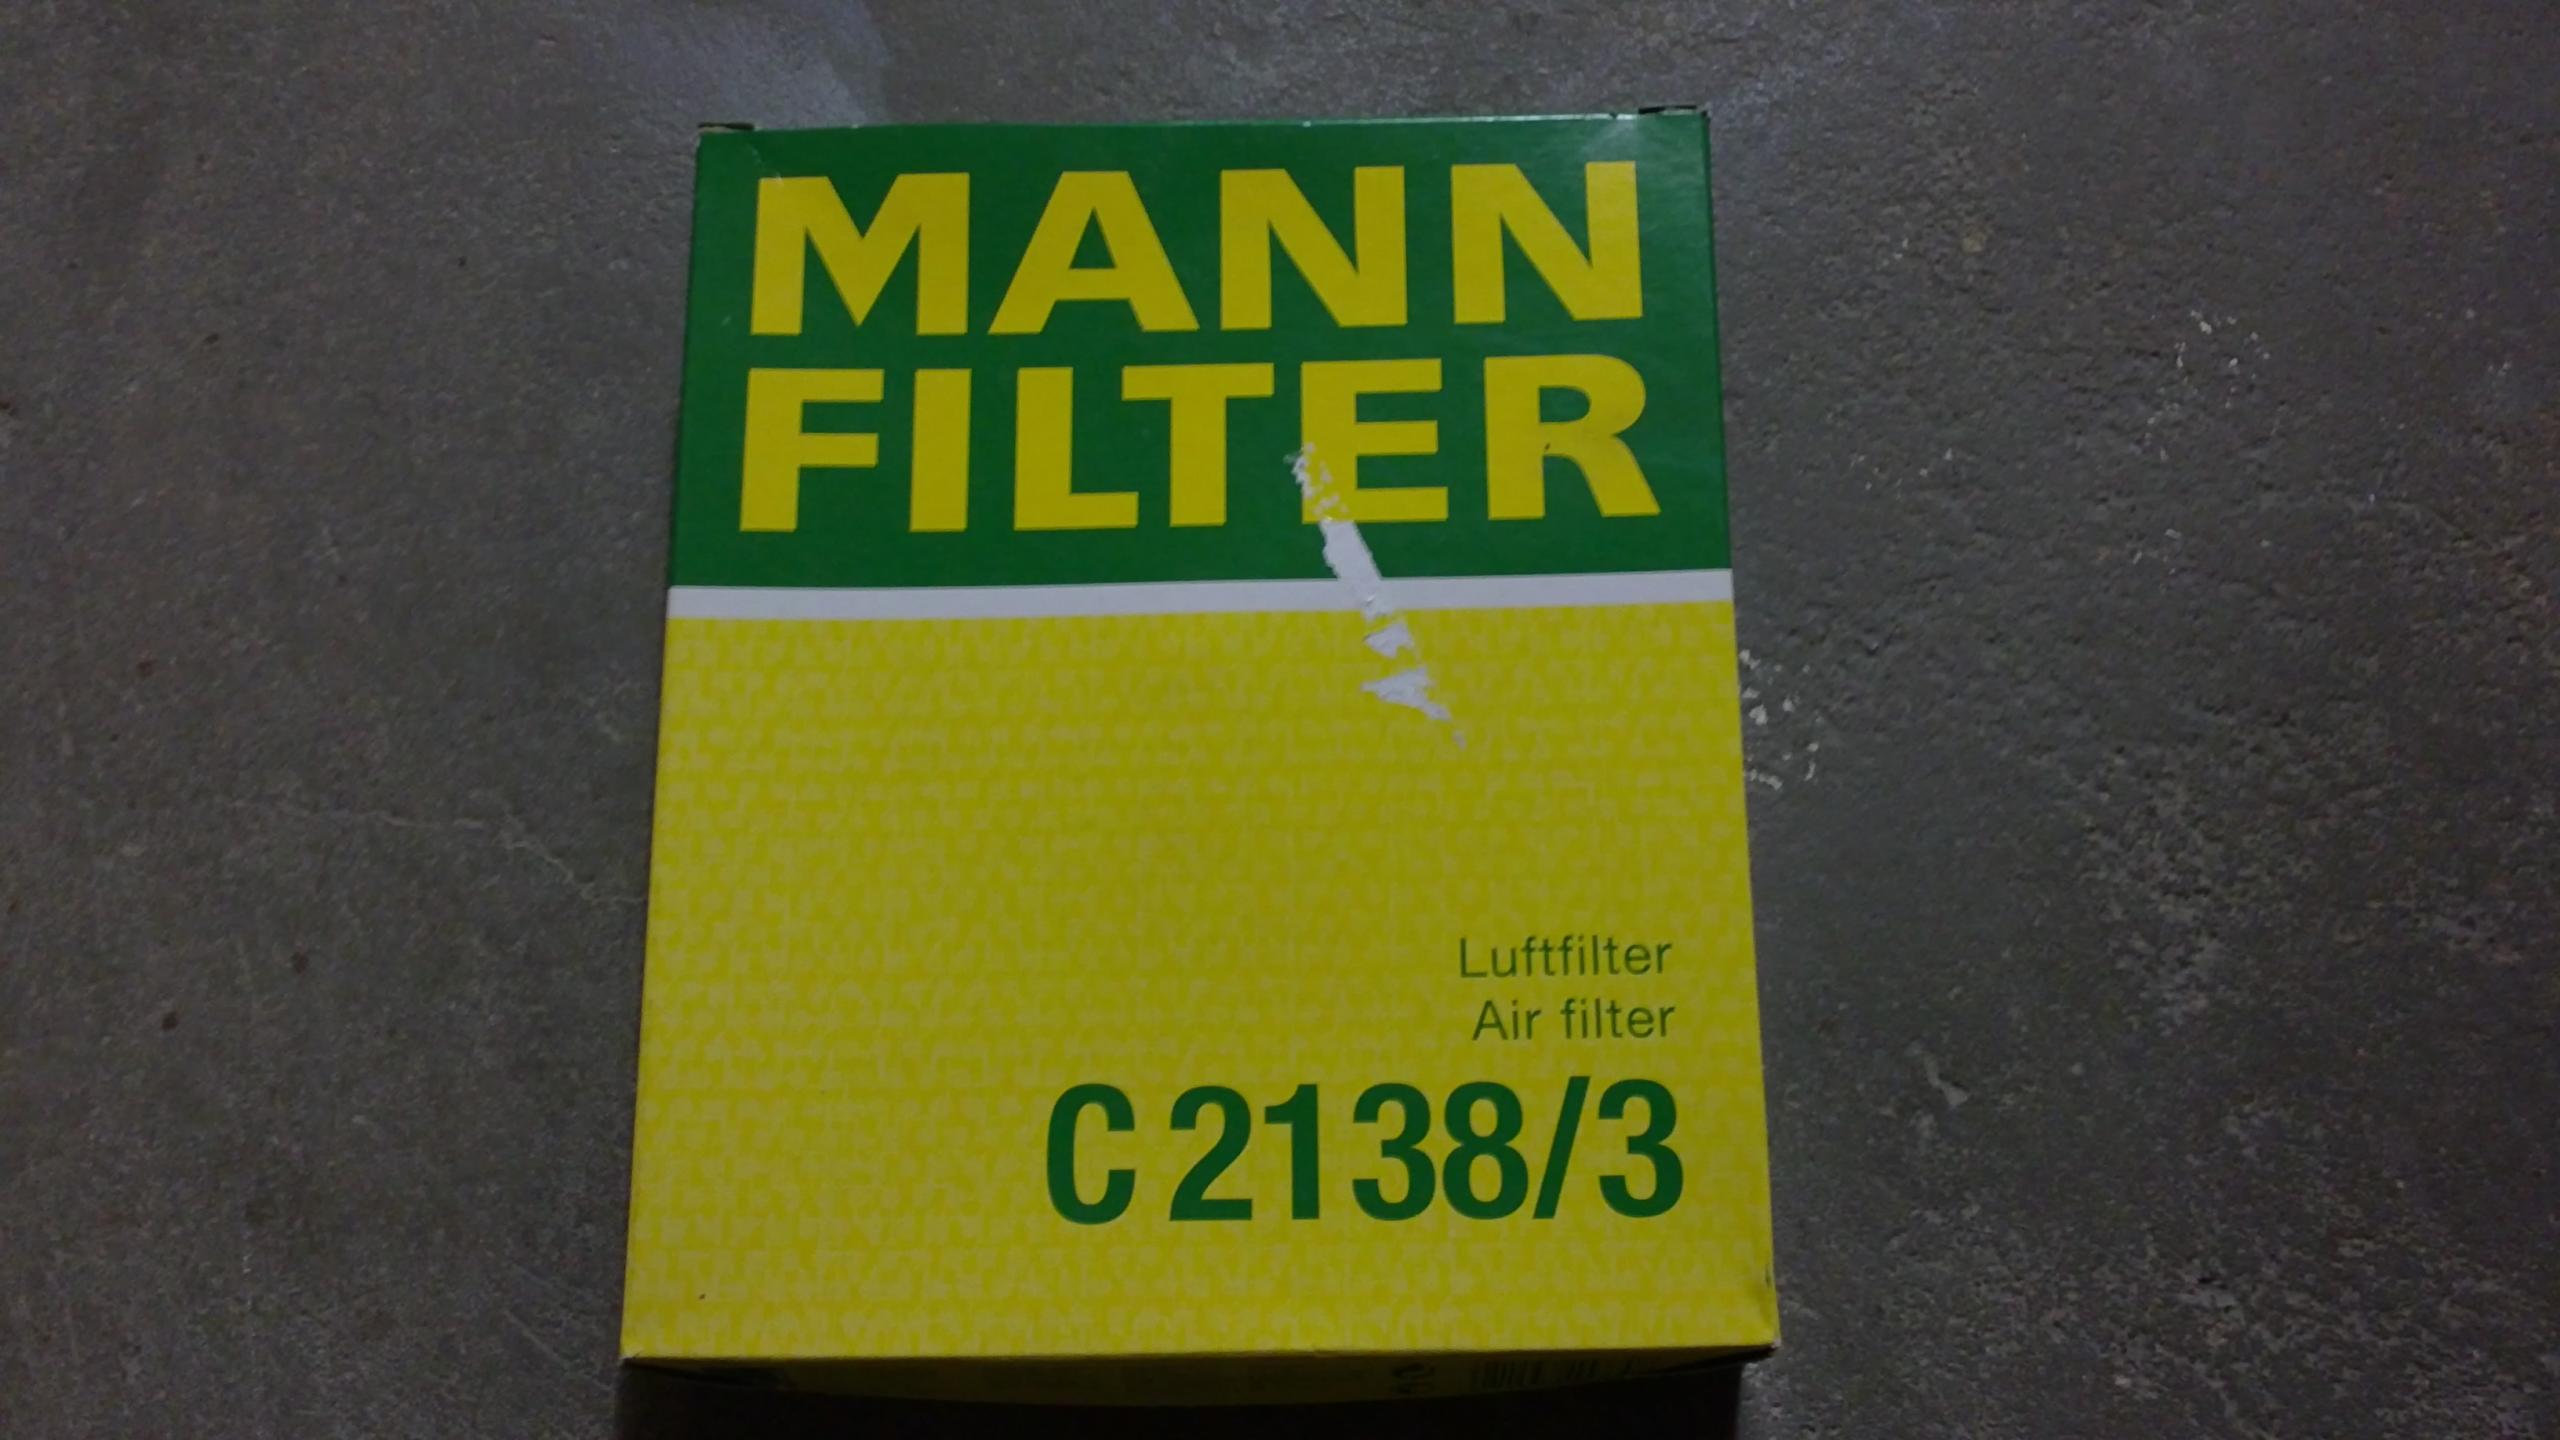 MANN
FILTER
Luftfilter
Air filter
C 2138/3